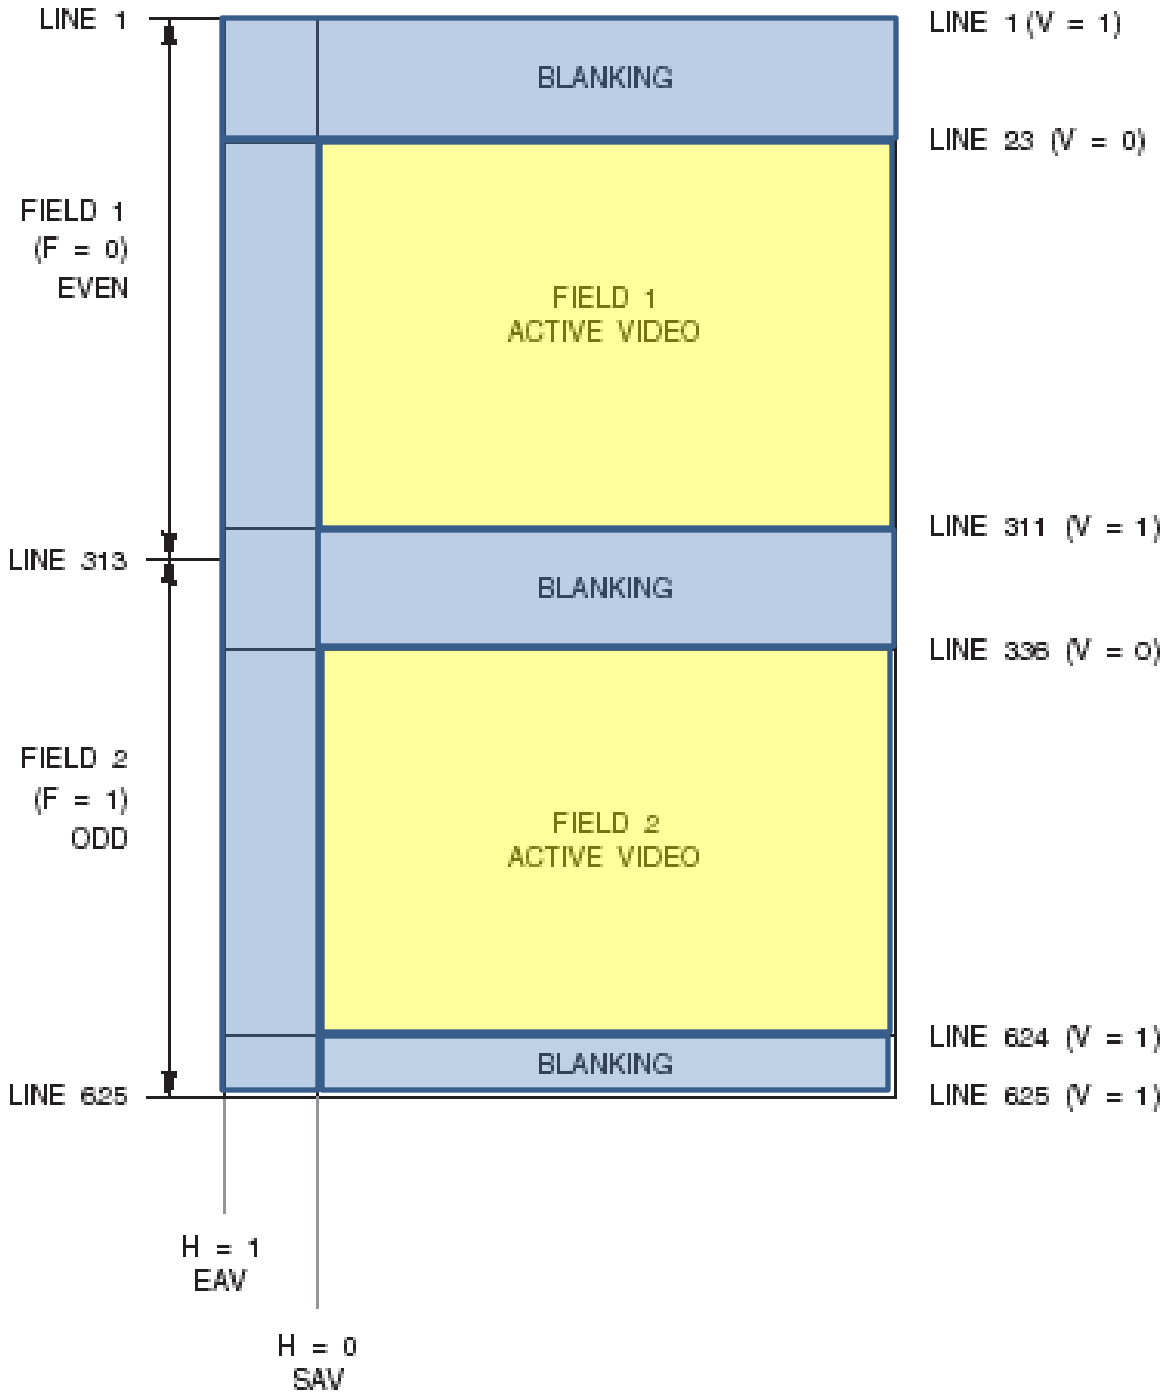 LINE 1
LINE 1 (V = 1)
BLANKING
LINE 23 (V = 0)
FIELD 1
(F = 0)
EVEN
FIELD 1
ACTIVE VIDEO
LINE 311 (V = 1)
LINE 313
BLANKING
LINE 336 (V = 0)
FIELD 2
(F = 1)
ODD
FIELD 2
ACTIVE VIDEO
LINE 624 (V = 1)
BLANKING
LINE 625
LINE 625 (V = 1)
H = 1
EAV
H = 0
SAV